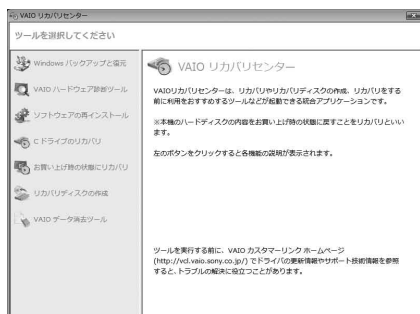 VAIO リカバリセンター
ツールを選択してください
Windows バックアップと復元
VAIO ハードウェア診断ツール
ソフトウェアの再インストール
C ドライブのリカバリ
お買い上げ時の状態にリカバリ
リカバリディスクの作成
VAIO データ消去ツール
VAIO リカバリセンター
VAIOリカバリセンターは、リカバリやリカバリディスクの作成、リカバリをする
前に利用をおすすめするツールなどが起動できる統合アプリケーションです。
※本機のハードディスクの内容をお買い上げ時の状態に戻すことをリカバリといい
ます。
左のボタンをクリックすると各機能の説明が表示されます。
ツールを実行する前に、VAIO カスタマーリンク ホームページ
(http://vcl.vaio.sony.co.jp/) でドライバの更新情報やサポート技術情報を参照
すると、トラブルの解決に役立つことがあります。